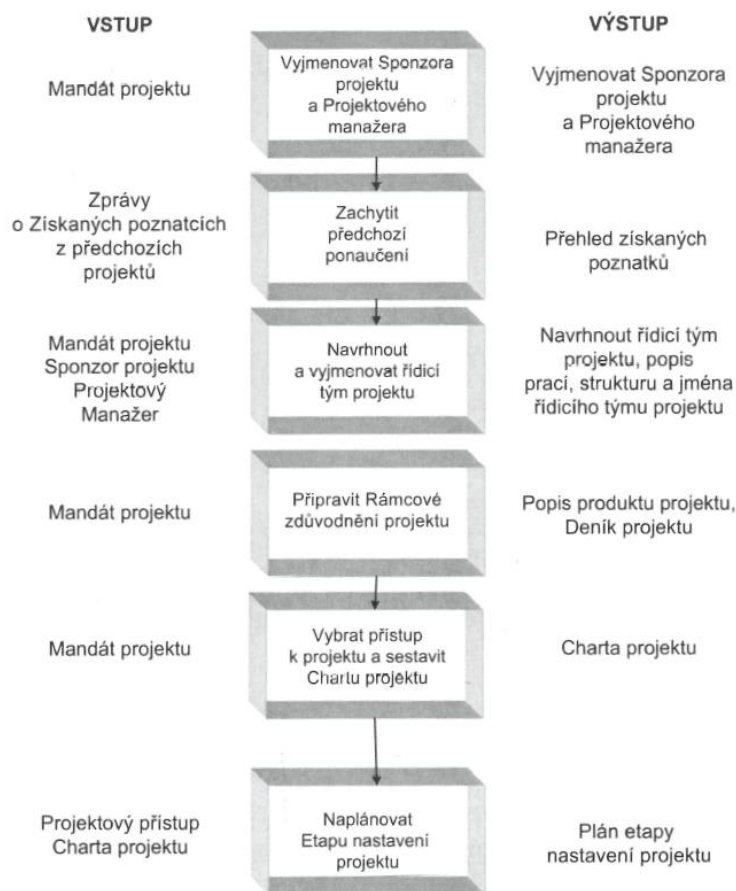 VSTUP
VÝSTUP
Mandát projektu
Vyjmenovat Sponzora
projektu
a Projektového
manažera
Vyjmenovat Sponzora
projektu
a Projektového
manažera
Zprávy
o Získaných poznatcích
z předchozích
projektů
Zachytit
předchozí
ponaučení
Přehled získaných
poznatků
Mandát projektu
Sponzor projektu
Projektový
Manažer
Navrhnout
a vyjmenovat řídicí
tým projektu
Navrhnout řídicí tým
projektu, popis
prací, strukturu a jména
řídicího týmu projektu
Mandát projektu
Připravit Rámcové
zdůvodnění projektu
Popis produktu projektu,
Deník projektu
Mandát projektu
Vybrat přístup
k projektu a sestavit
Chartu projektu
Charta projektu
Projektový přístup
Charta projektu
Naplánovat
Etapu nastavení
projektu
Plán etapy
nastavení projektu